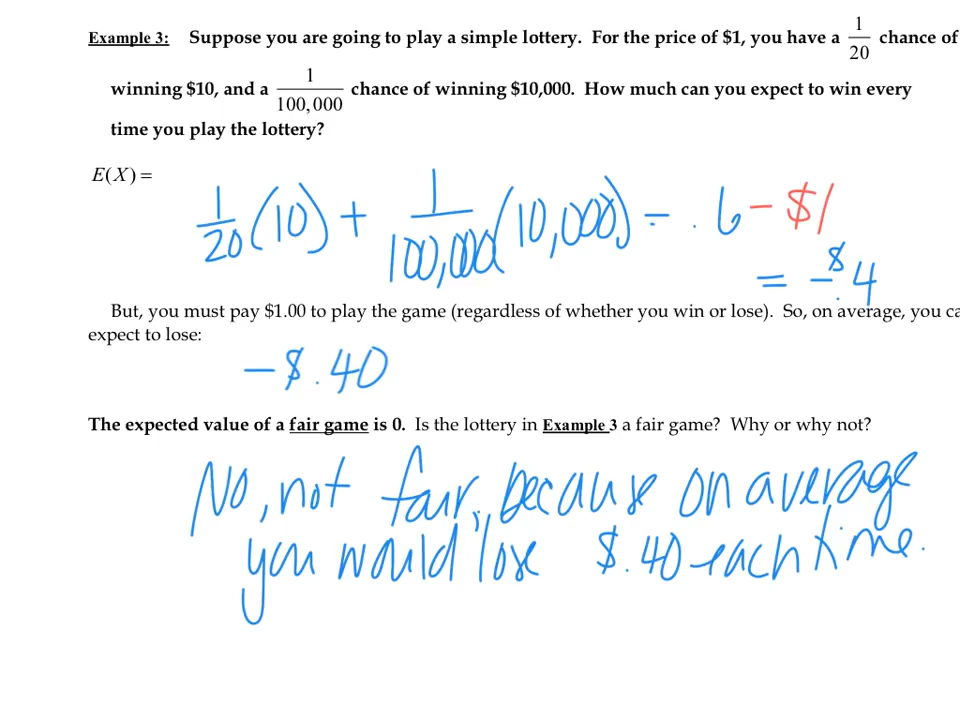 Example 3: Suppose you are going to play a simple lottery. For the price of $1, you have a 1/20 chance of
winning $10, and a 1/100,000 chance of winning $10,000. How much can you expect to win every
time you play the lottery?
E(X) =
1/20 (10) + 1/100,000 (10,000) = .6 - $1
= -$.4
But, you must pay $1.00 to play the game (regardless of whether you win or lose). So, on average, you ca
expect to lose:
-$.40
The expected value of a fair game is 0. Is the lottery in Example 3 a fair game? Why or why not?
No, not fair, because on average
you would lose $.40 each time.